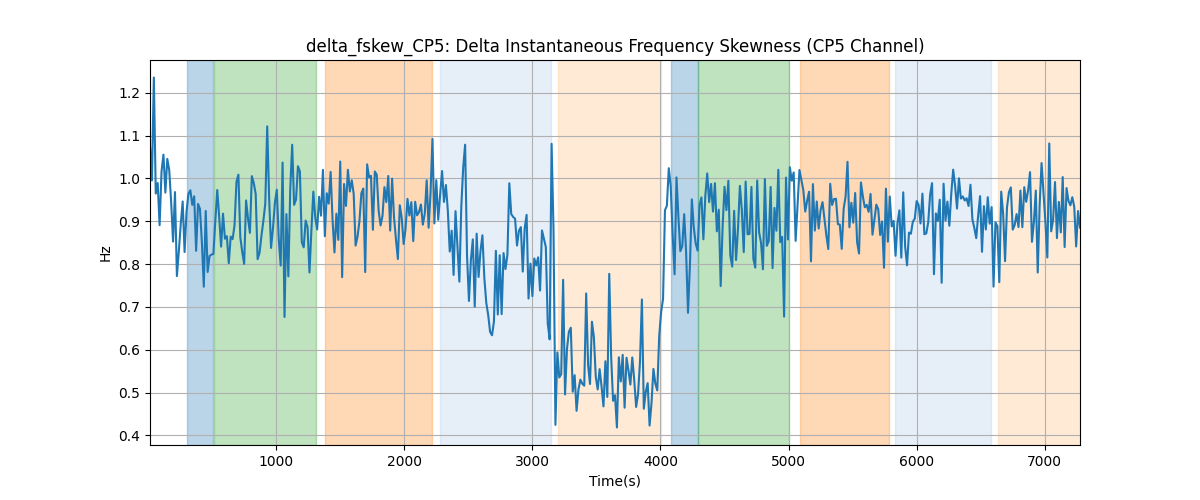 delta_fskew_CP5: Delta Instantaneous Frequency Skewness (CP5 Channel)
1.2
1.1
1.0
0.9
0.8
0.7
0.6
0.5
0.4
Hz
1000 2000 3000 4000 5000 6000 7000
Time(s)